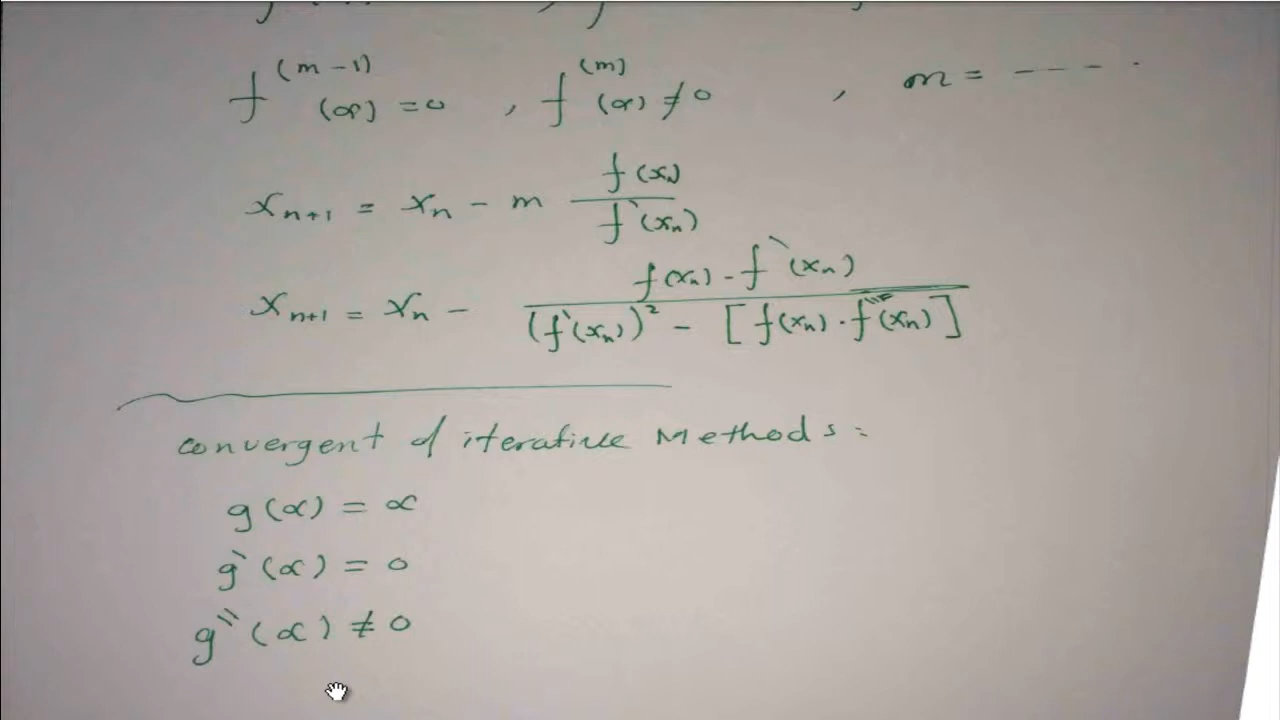 f^(m-1)(α) = 0 , f^(m)(α) ≠ 0 , m = ----.
x_{n+1} = x_n - m f(x_n) / f`(x_n)
x_{n+1} = x_n - f(x_n) - f`(x_n) / (f`(x_n))² - [f(x_n) . f``(x_n)]
convergent of iterative Methods :
g(α) = α
g`(α) = 0
g``(α) ≠ 0